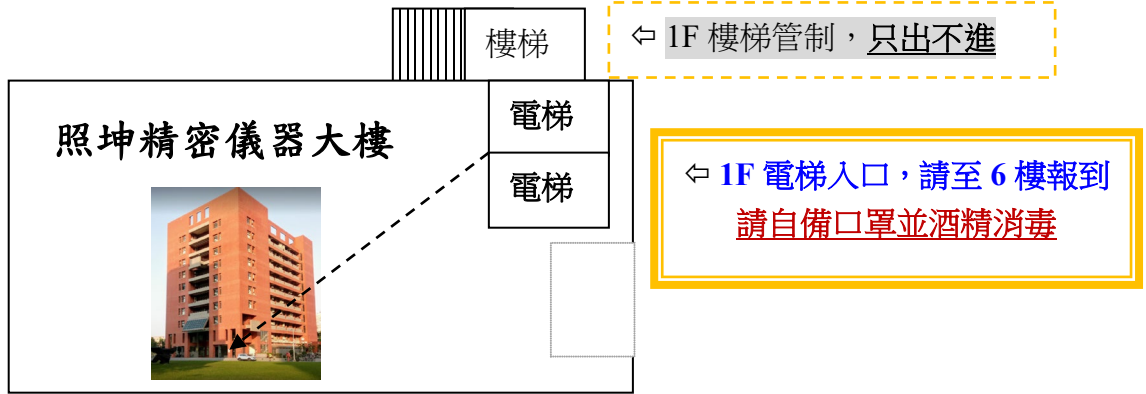 樓梯
⇦ 1F 樓梯管制，只出不進
電梯
照坤精密儀器大樓
電梯
⇦ 1F 電梯入口，請至 6 樓報到
請自備口罩並酒精消毒